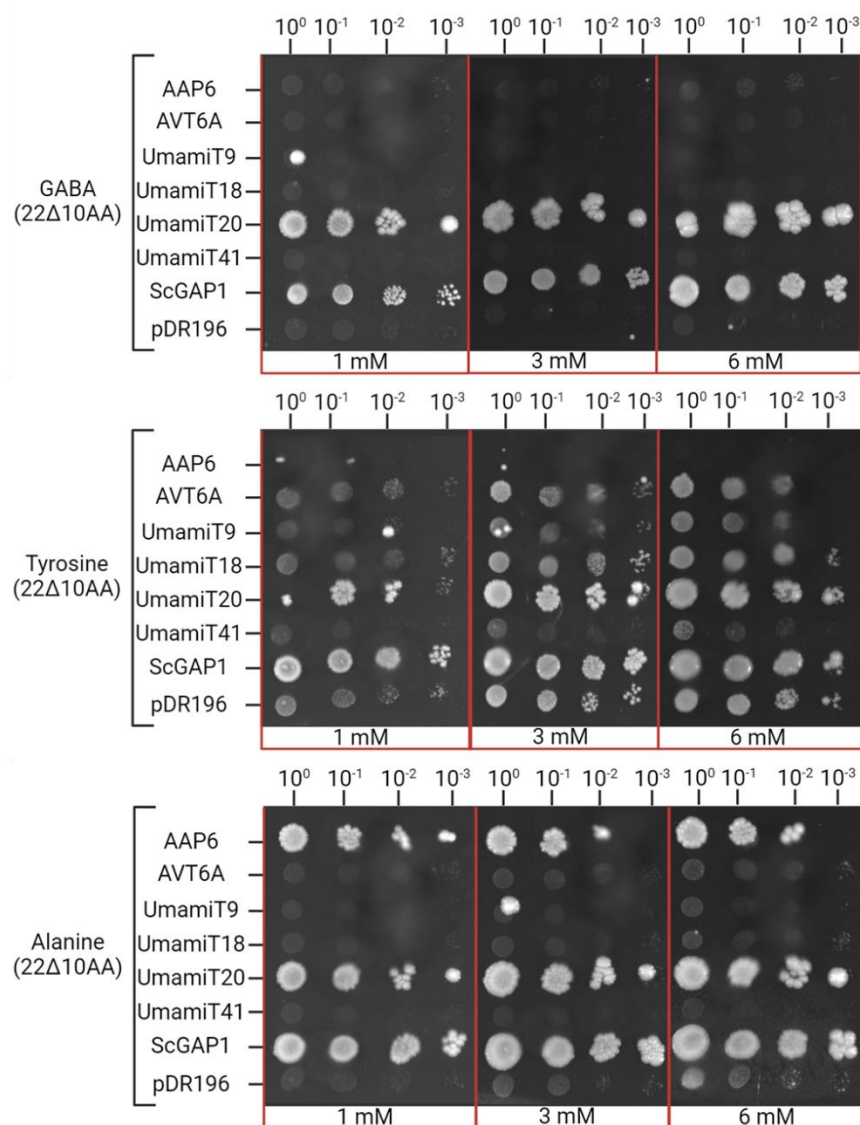 10⁰ 10⁻¹ 10⁻² 10⁻³ 10⁰ 10⁻¹ 10⁻² 10⁻³ 10⁰ 10⁻¹ 10⁻² 10⁻³
GABA
(22Δ10AA)
AAP6
AVT6A
UmamiT9
UmamiT18
UmamiT20
UmamiT41
ScGAP1
pDR196
1 mM 3 mM 6 mM
10⁰ 10⁻¹ 10⁻² 10⁻³ 10⁰ 10⁻¹ 10⁻² 10⁻³ 10⁰ 10⁻¹ 10⁻² 10⁻³
Tyrosine
(22Δ10AA)
AAP6
AVT6A
UmamiT9
UmamiT18
UmamiT20
UmamiT41
ScGAP1
pDR196
1 mM 3 mM 6 mM
10⁰ 10⁻¹ 10⁻² 10⁻³ 10⁰ 10⁻¹ 10⁻² 10⁻³ 10⁰ 10⁻¹ 10⁻² 10⁻³
Alanine
(22Δ10AA)
AAP6
AVT6A
UmamiT9
UmamiT18
UmamiT20
UmamiT41
ScGAP1
pDR196
1 mM 3 mM 6 mM